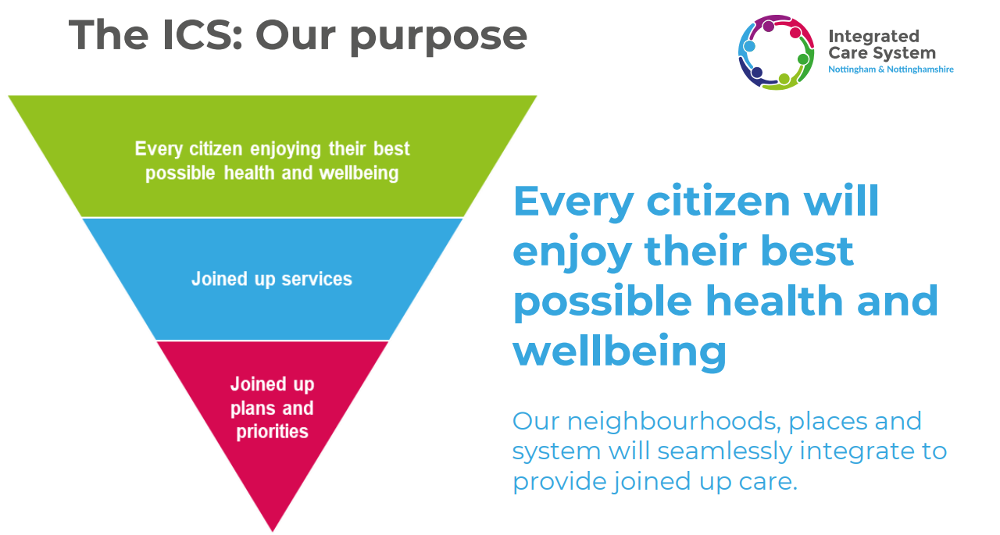 The ICS: Our purpose
Integrated
Care System
Nottingham & Nottinghamshire
Every citizen enjoying their best
possible health and wellbeing
Joined up services
Joined up
plans and
priorities
Every citizen will
enjoy their best
possible health and
wellbeing
Our neighbourhoods, places and
system will seamlessly integrate to
provide joined up care.